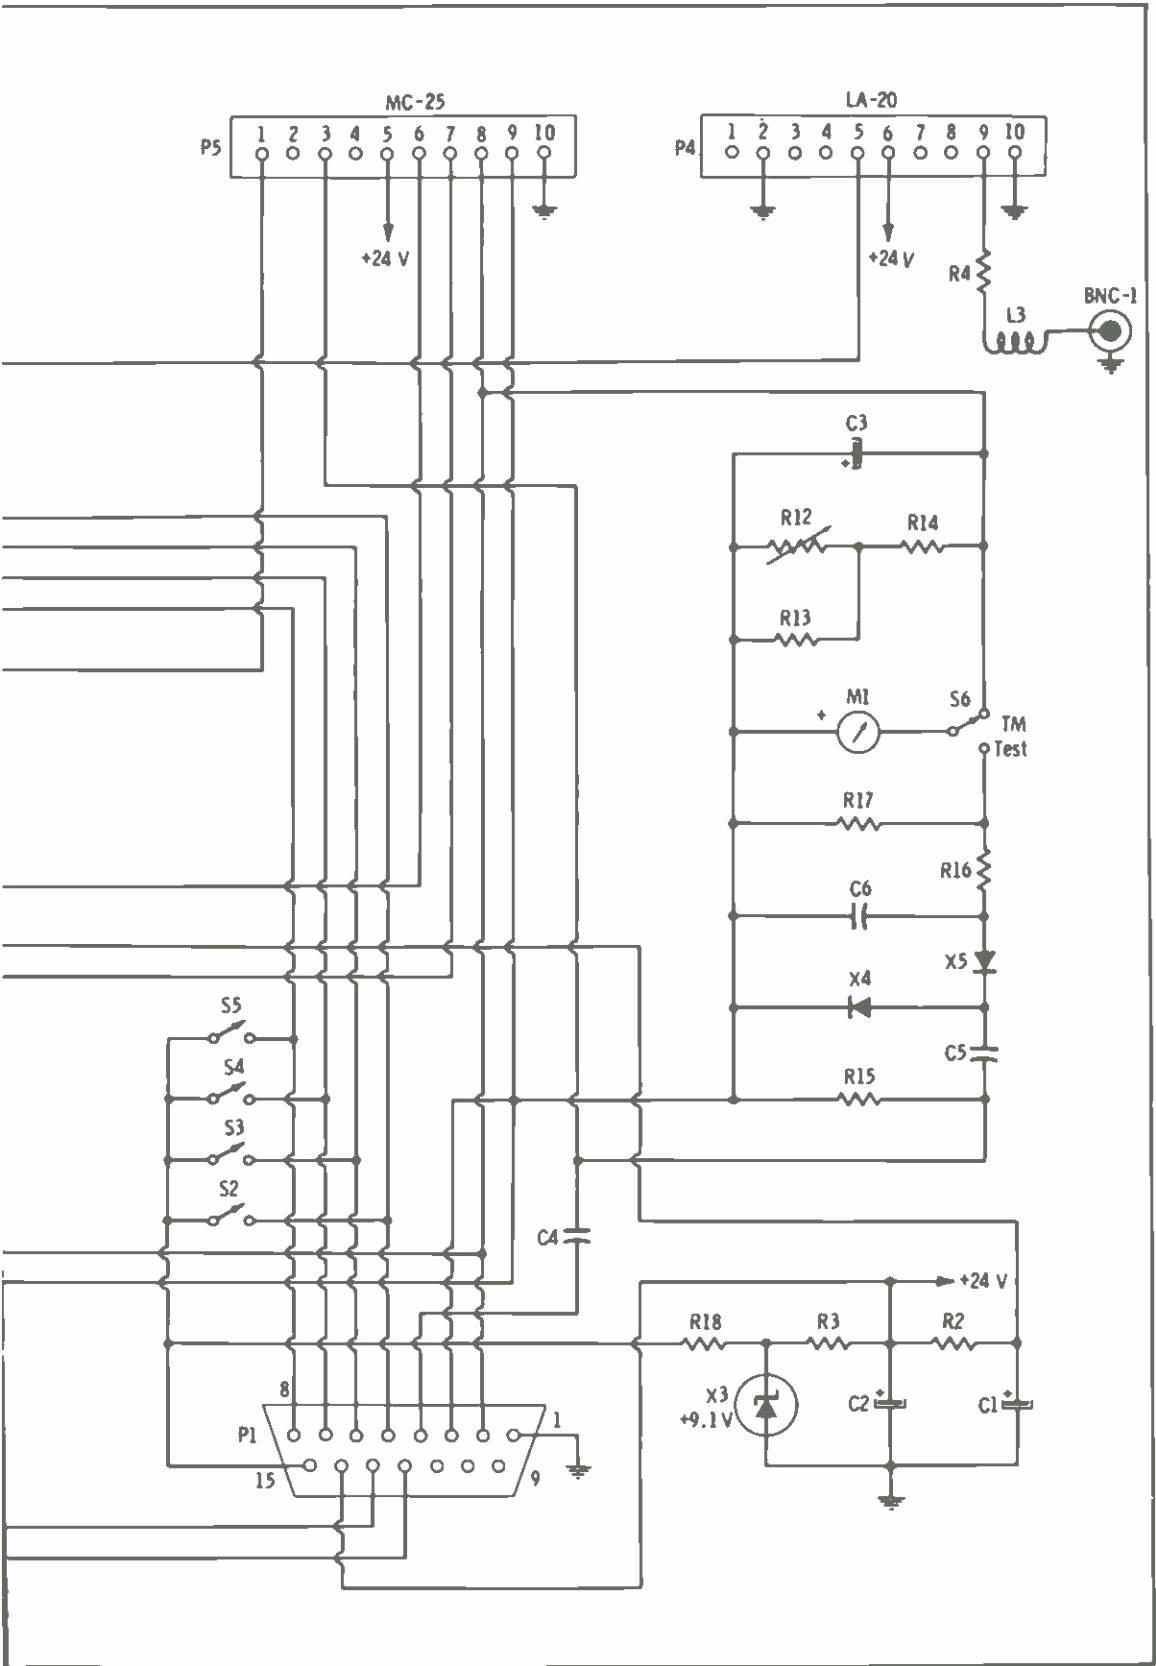 MC-25
LA-20
P5 1 2 3 4 5 6 7 8 9 10
P4 1 2 3 4 5 6 7 8 9 10
+24 V
+24 V
R4
BNC-1
L3
C3
+
R12
R14
R13
+
M1
S6
TM
Test
R17
R16
C6
X5
X4
S5
C5
S4
R15
S3
S2
C4
+24 V
R18
R3
R2
8
X3
+9.1V
C2
+
C1
+
P1
1
15
9